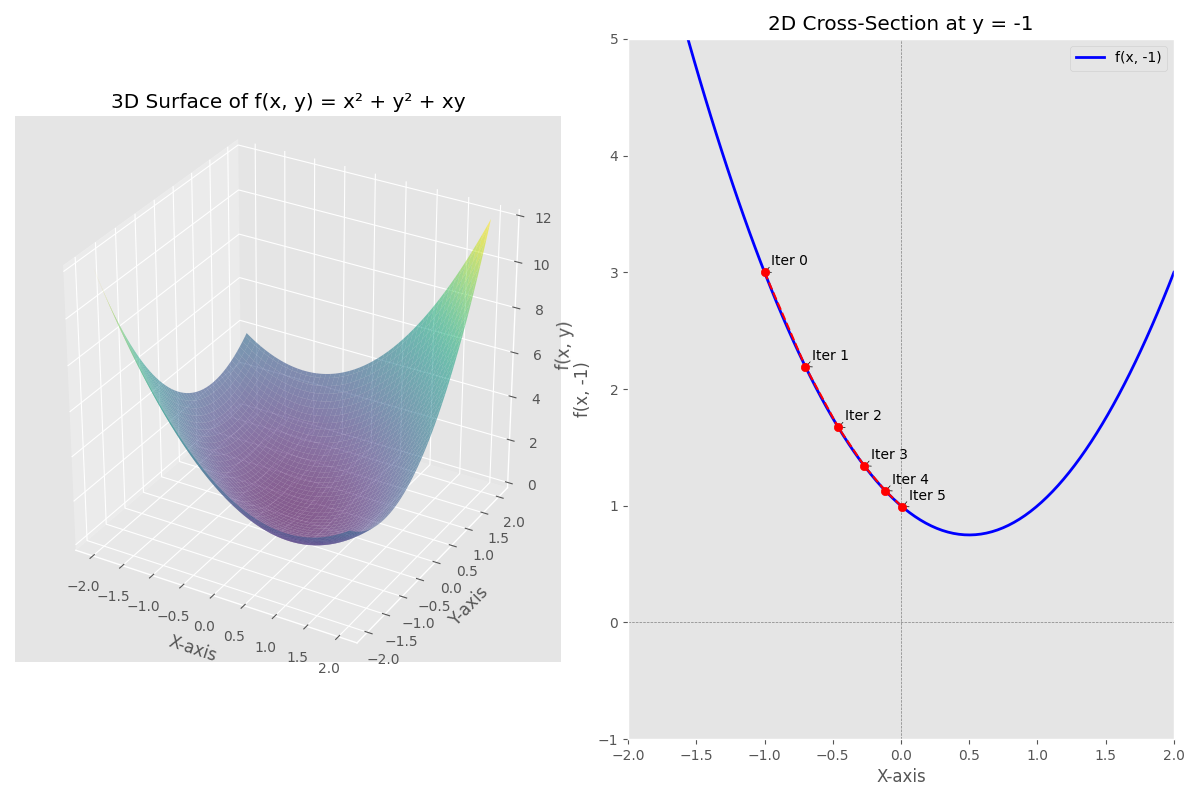 3D Surface of f(x, y) = x² + y² + xy
12
10
8
6
4
2
0
f(x, y)
2.0
1.5
1.0
0.5
0.0
−0.5
−1.0
−1.5
−2.0
Y-axis
−2.0
−1.5
−1.0
−0.5
0.0
0.5
1.0
1.5
2.0
X-axis
2D Cross-Section at y = -1
f(x, -1)
5
4
3
2
1
0
−1
f(x, -1)
Iter 0
Iter 1
Iter 2
Iter 3
Iter 4
Iter 5
−2.0 −1.5 −1.0 −0.5 0.0 0.5 1.0 1.5 2.0
X-axis